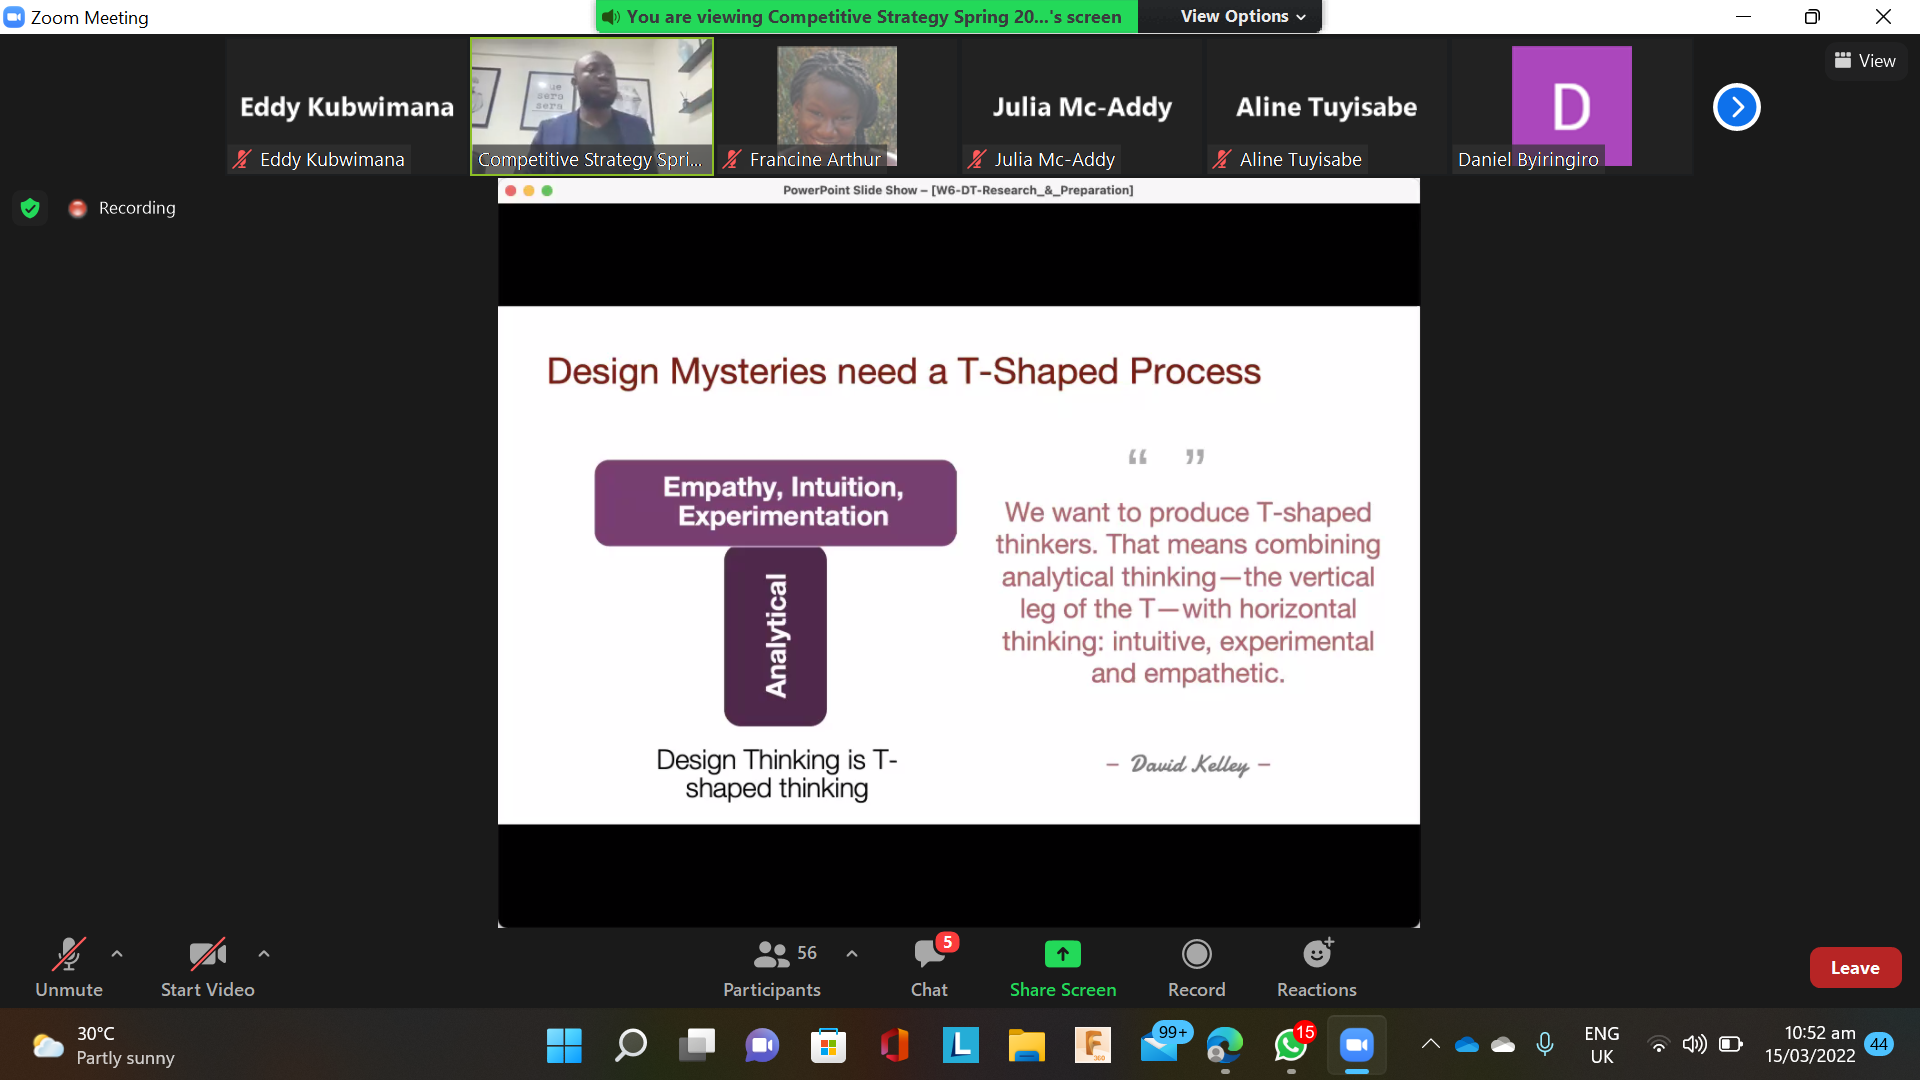 Zoom Meeting
You are viewing Competitive Strategy Spring 20...'s screen
View Options
View
Eddy Kubwimana
Eddy Kubwimana
que
sera
sera
Competitive Strategy Spri...
Francine Arthur
Julia Mc-Addy
Julia Mc-Addy
Aline Tuyisabe
Aline Tuyisabe
D
Daniel Byiringiro
Recording
PowerPoint Slide Show – [W6-DT-Research_&_Preparation]
Design Mysteries need a T-Shaped Process
Empathy, Intuition,
Experimentation
Analytical
Design Thinking is T-
shaped thinking
“ ”
We want to produce T-shaped
thinkers. That means combining
analytical thinking—the vertical
leg of the T—with horizontal
thinking: intuitive, experimental
and empathetic.
– David Kelley –
Unmute
Start Video
56
Participants
5
Chat
Share Screen
Record
Reactions
Leave
30°C
Partly sunny
L
F
360
99+
15
ENG
UK
10:52 am
15/03/2022
44